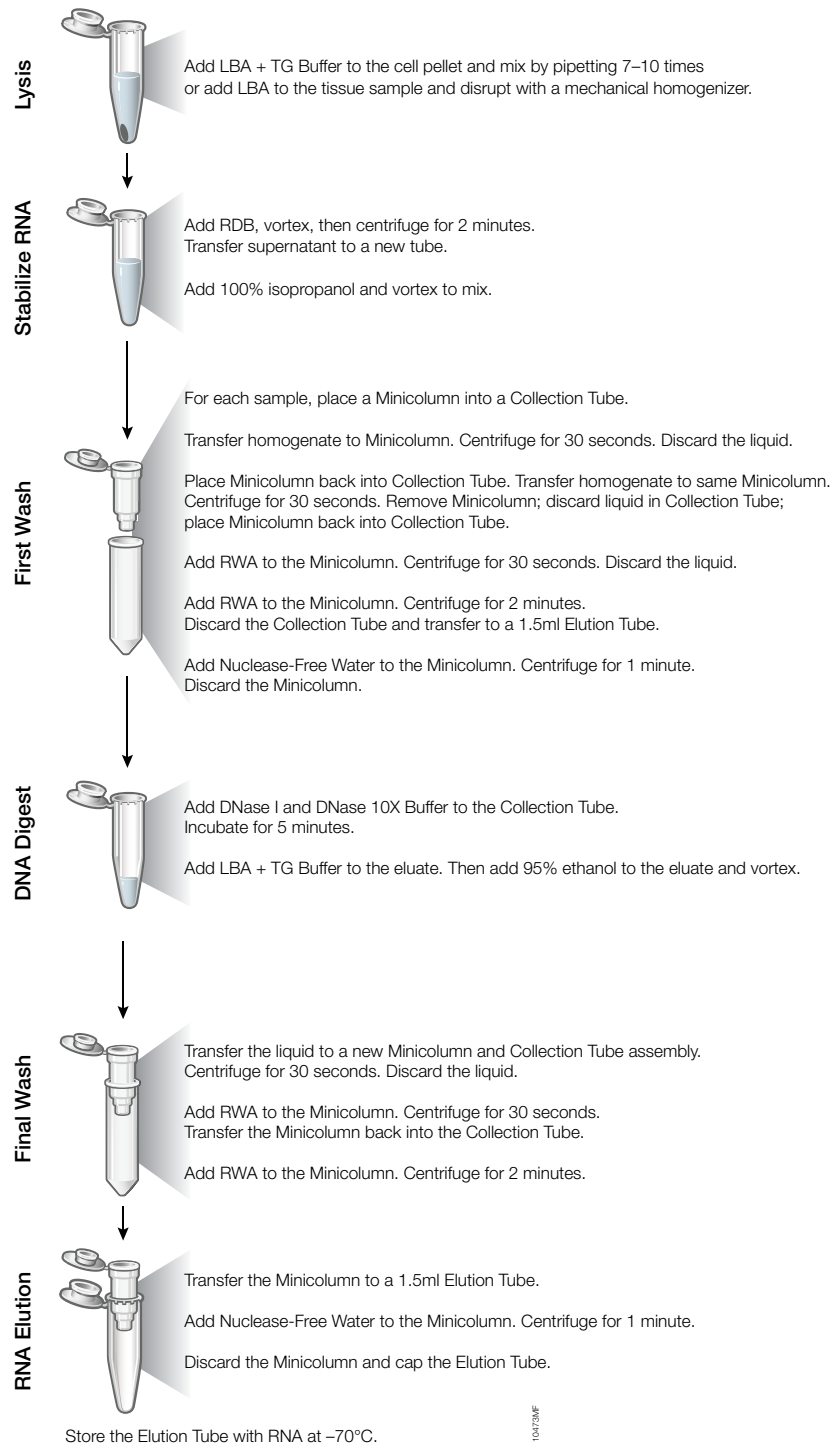 Lysis
Add LBA + TG Buffer to the cell pellet and mix by pipetting 7–10 times
or add LBA to the tissue sample and disrupt with a mechanical homogenizer.
Stabilize RNA
Add RDB, vortex, then centrifuge for 2 minutes.
Transfer supernatant to a new tube.
Add 100% isopropanol and vortex to mix.
First Wash
For each sample, place a Minicolumn into a Collection Tube.
Transfer homogenate to Minicolumn. Centrifuge for 30 seconds. Discard the liquid.
Place Minicolumn back into Collection Tube. Transfer homogenate to same Minicolumn.
Centrifuge for 30 seconds. Remove Minicolumn; discard liquid in Collection Tube;
place Minicolumn back into Collection Tube.
Add RWA to the Minicolumn. Centrifuge for 30 seconds. Discard the liquid.
Add RWA to the Minicolumn. Centrifuge for 2 minutes.
Discard the Collection Tube and transfer to a 1.5ml Elution Tube.
Add Nuclease-Free Water to the Minicolumn. Centrifuge for 1 minute.
Discard the Minicolumn.
DNA Digest
Add DNase I and DNase 10X Buffer to the Collection Tube.
Incubate for 5 minutes.
Add LBA + TG Buffer to the eluate. Then add 95% ethanol to the eluate and vortex.
Final Wash
Transfer the liquid to a new Minicolumn and Collection Tube assembly.
Centrifuge for 30 seconds. Discard the liquid.
Add RWA to the Minicolumn. Centrifuge for 30 seconds.
Transfer the Minicolumn back into the Collection Tube.
Add RWA to the Minicolumn. Centrifuge for 2 minutes.
RNA Elution
Transfer the Minicolumn to a 1.5ml Elution Tube.
Add Nuclease-Free Water to the Minicolumn. Centrifuge for 1 minute.
Discard the Minicolumn and cap the Elution Tube.
Store the Elution Tube with RNA at –70°C.
10473MF